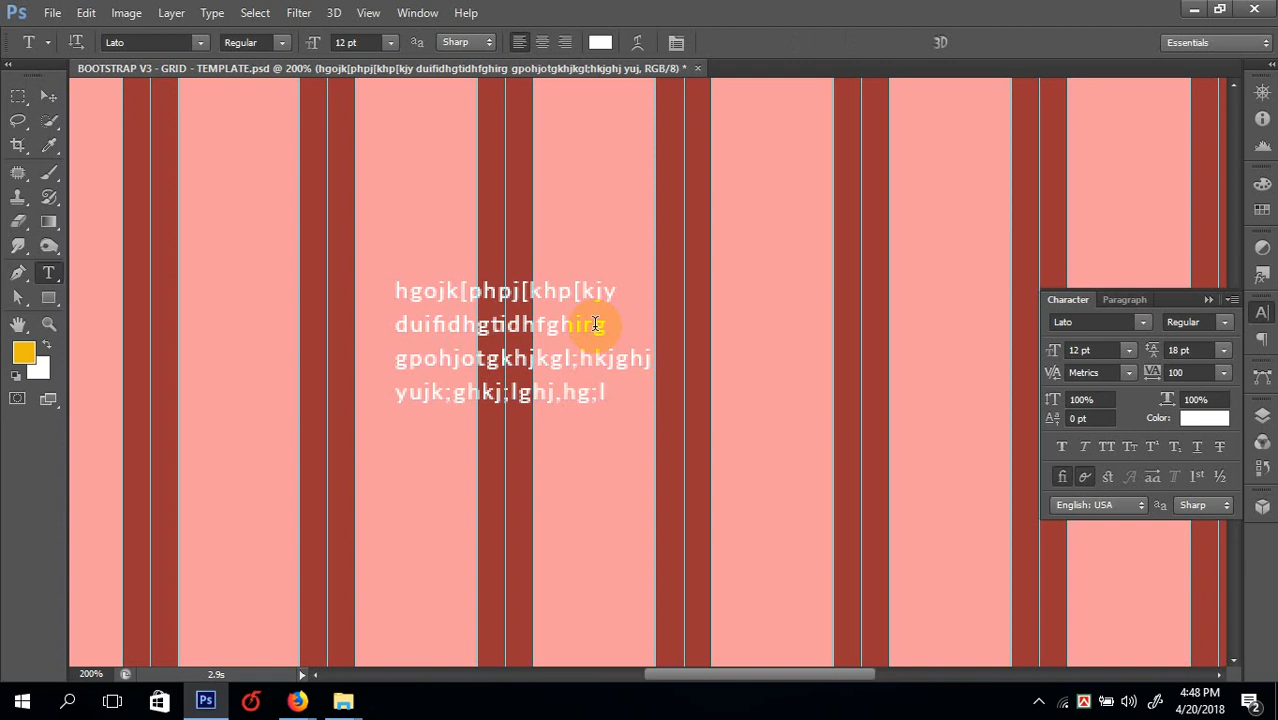 Ps File Edit Image Layer Type Select Filter 3D View Window Help
T Lato Regular 12 pt Sharp 3D Essentials
BOOTSTRAP V3 - GRID - TEMPLATE.psd @ 200% (hgojk[phpj[khp[kjy duifidhgtidhfghirg gpohjotgkhjkgl;hkjghj yuj, RGB/8) *
hgojk[phpj[khp[kjy
duifidhgtidhfghirg
gpohjotgkhjkgl;hkjghj
yujk;ghkj;lghj,hg;l
Character Paragraph
Lato Regular
12 pt 18 pt
Metrics 100
100% 100%
0 pt Color:
English: USA Sharp
200% 2.9s
4:48 PM
4/20/2018